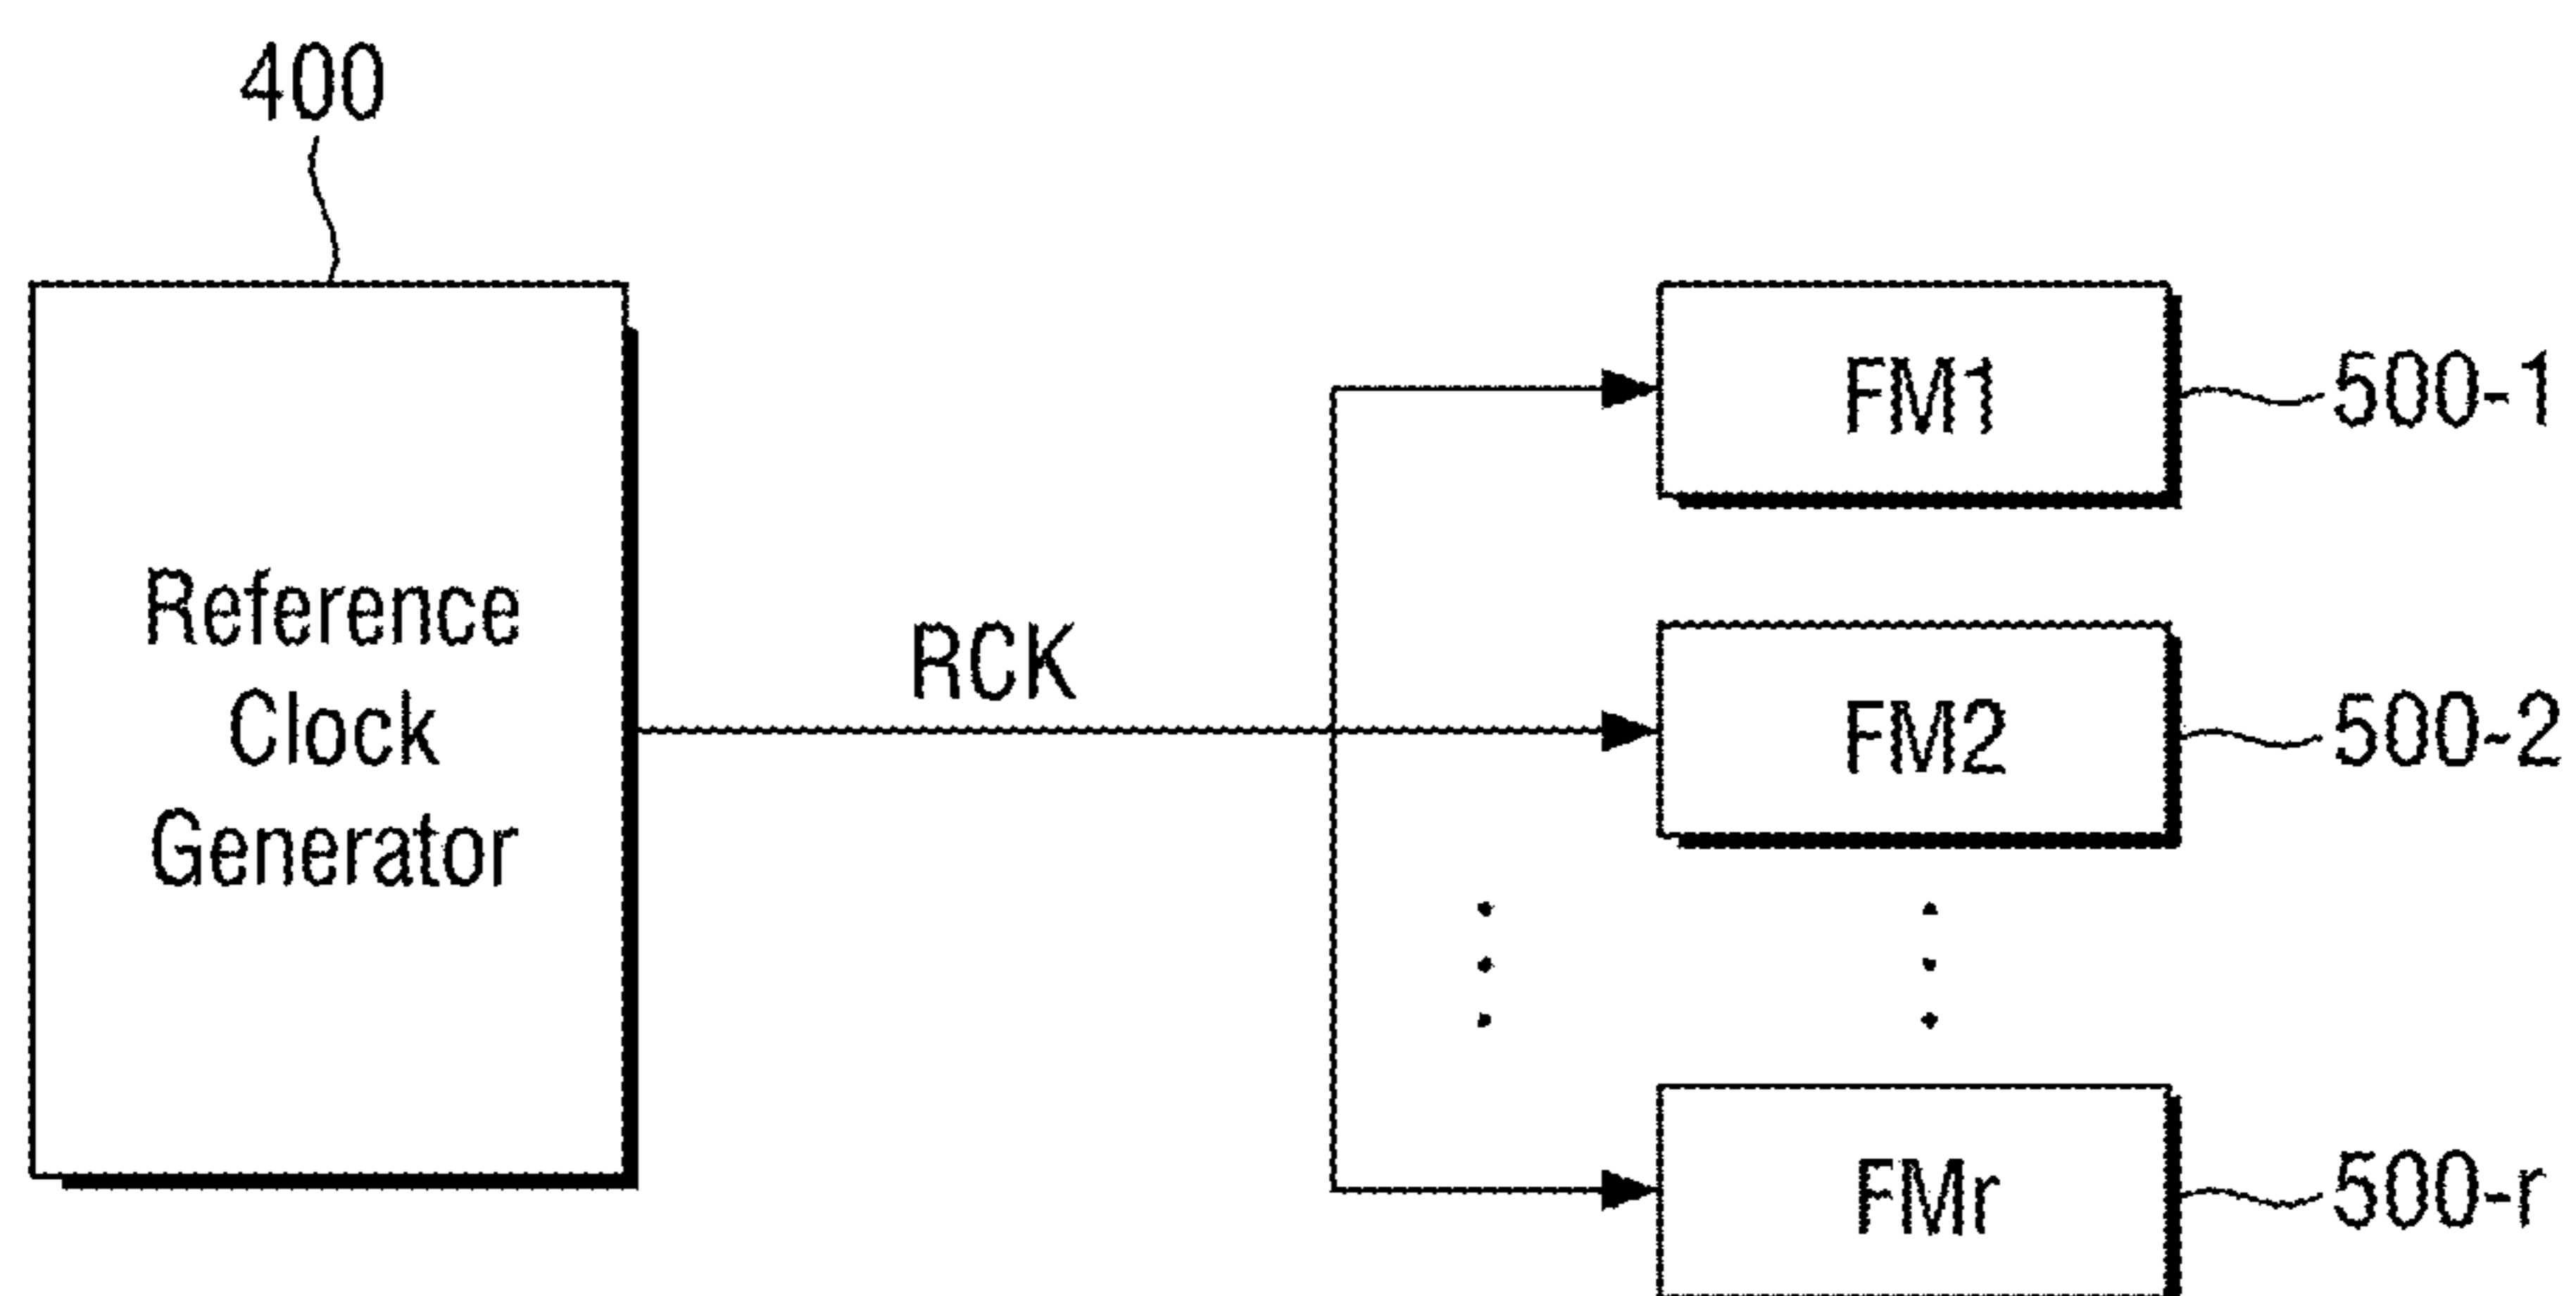 400
Reference
Clock
Generator
RCK
FM1
500-1
FM2
500-2
FMr
500-r